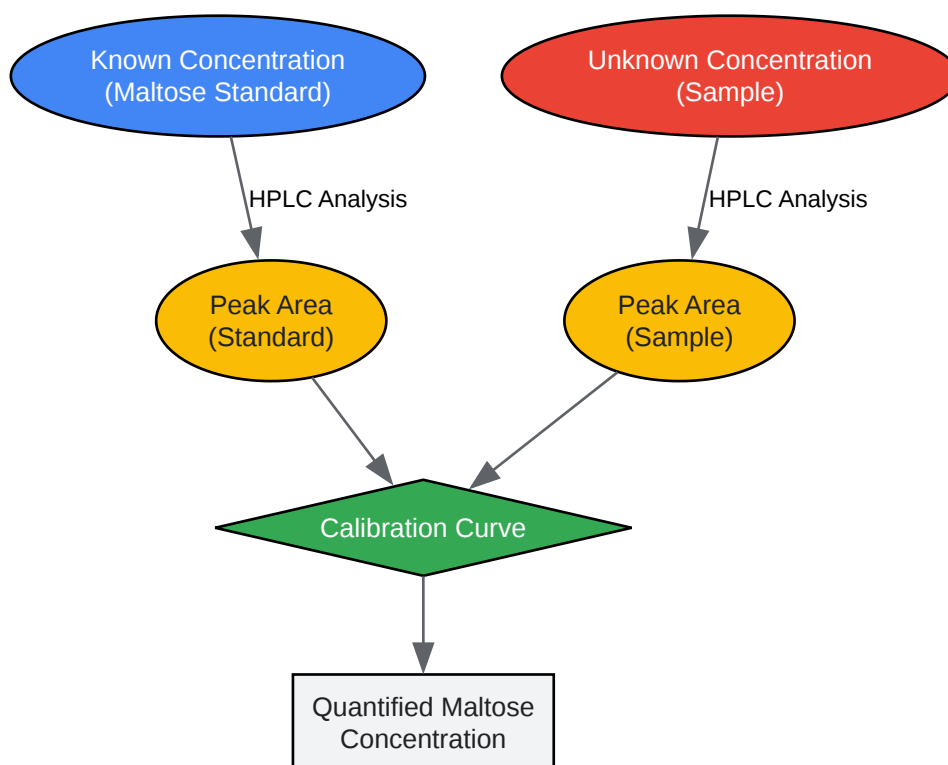 Known Concentration
(Maltose Standard)
Unknown Concentration
(Sample)
HPLC Analysis
HPLC Analysis
Peak Area
(Standard)
Peak Area
(Sample)
Calibration Curve
Quantified Maltose
Concentration